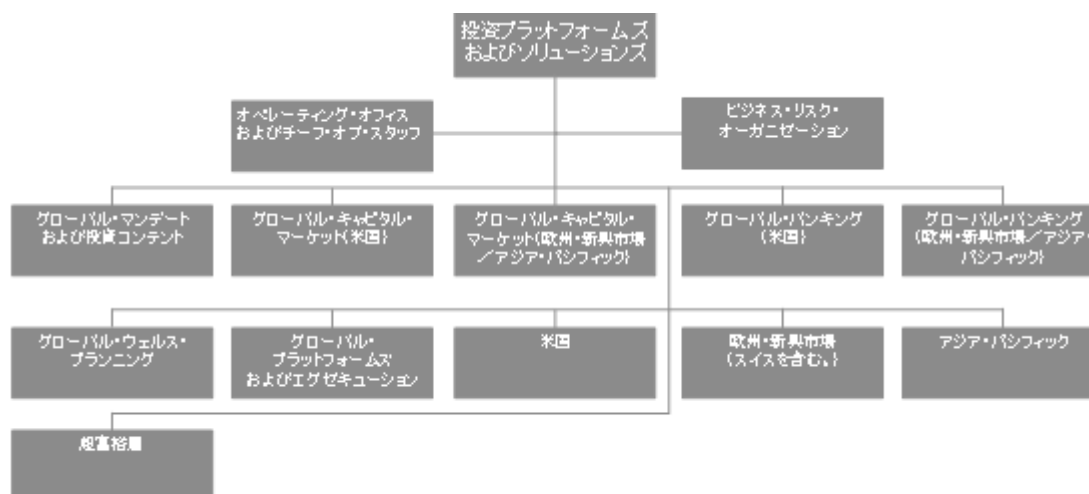 投資プラットフォームズ
およびソリューションズ
オペレーティング・オフィス
およびチーフ・オブ・スタッフ
ビジネス・リスク・
オーガニゼーション
グローバル・マンデート
および投資コンテント
グローバル・キャピタル・
マーケット(米国)
グローバル・キャピタル・
マーケット(欧州・新興市場
/アジア・パシフィック)
グローバル・バンキング
(米国)
グローバル・バンキング
(欧州・新興市場/アジア・
パシフィック)
グローバル・ウェルス・
プランニング
グローバル・
プラットフォームズ
およびエグゼキューション
米国
欧州・新興市場
(スイスを含む。)
アジア・パシフィック
超富裕層